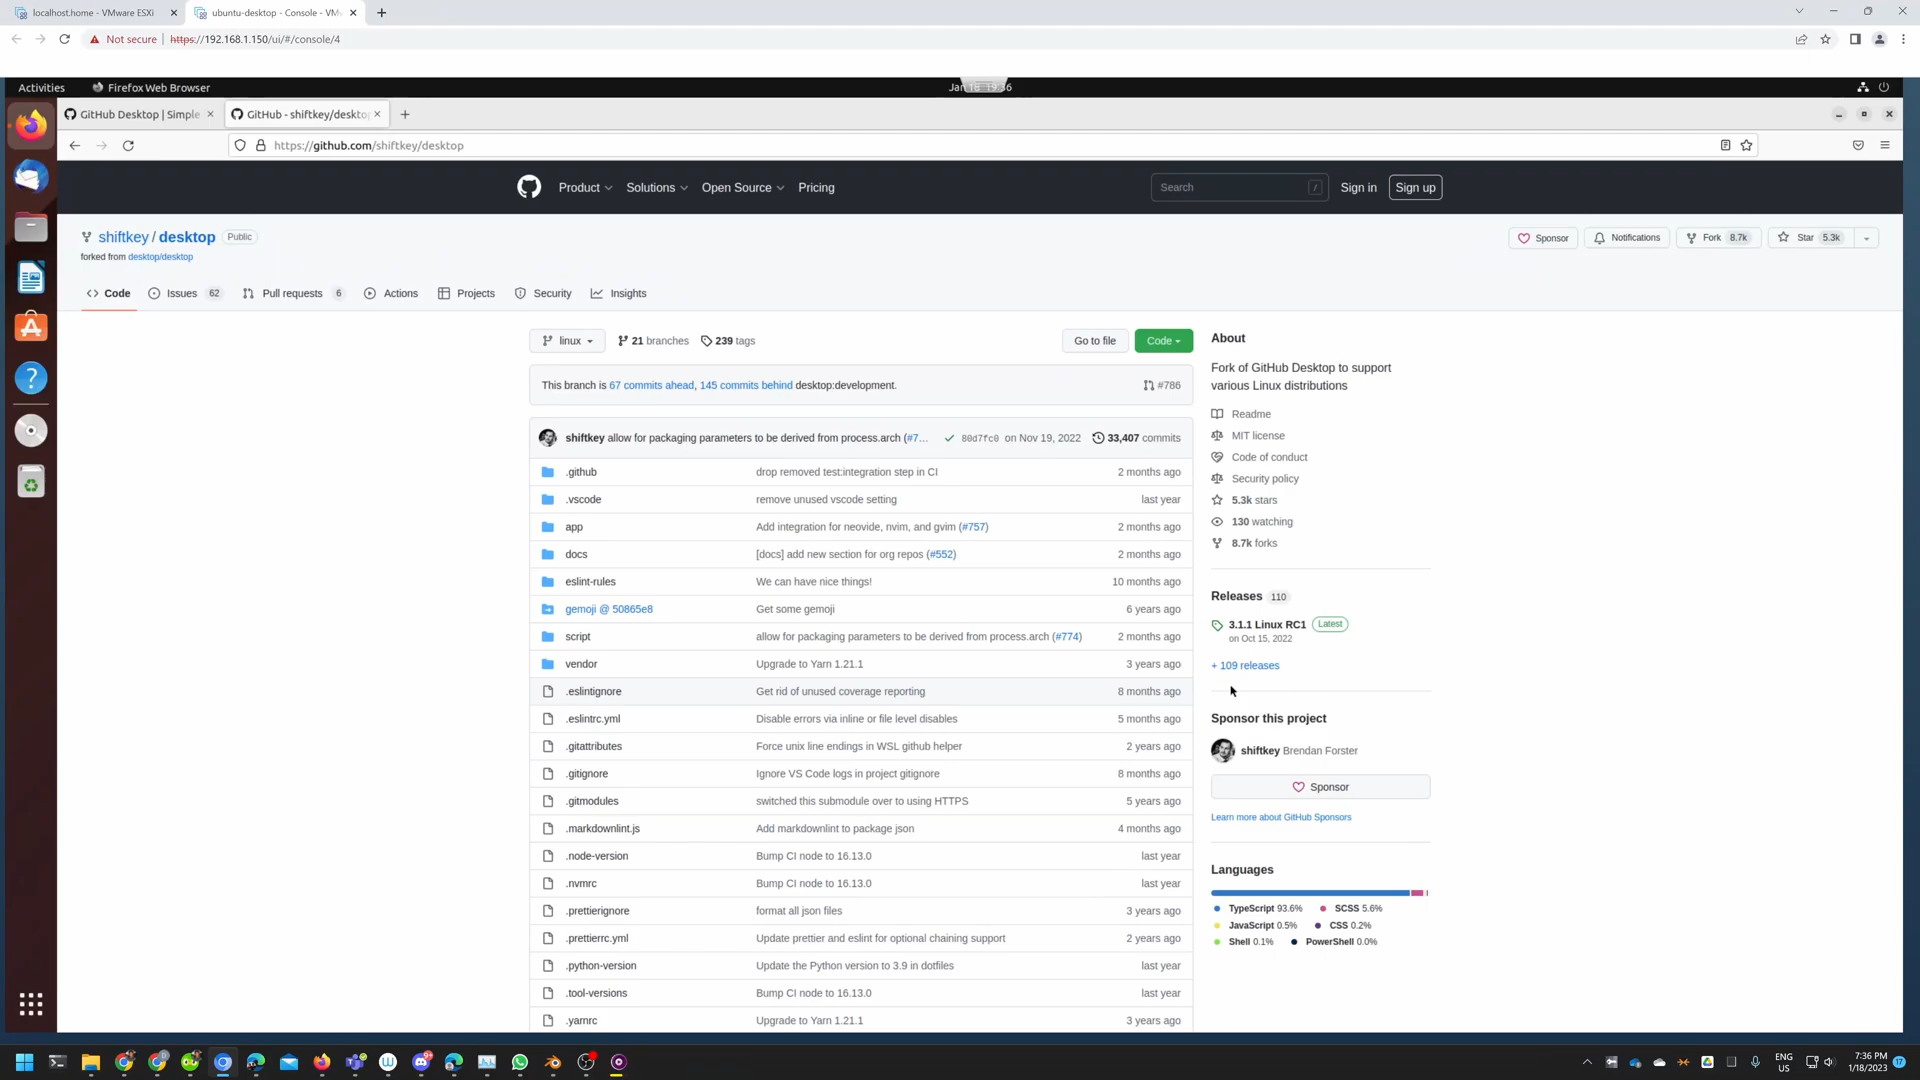 localhost.home - VMware ESXi
ubuntu-desktop - Console - VM
Not secure https://192.168.1.150/ui/#/console/4
Activities Firefox Web Browser
Jan 18 19:36
GitHub Desktop | Simple
GitHub - shiftkey/deskto
https://github.com/shiftkey/desktop
Product Solutions Open Source Pricing
Search / Sign in Sign up
shiftkey / desktop Public
forked from desktop/desktop
Sponsor Notifications Fork 8.7k Star 5.3k
Code Issues 62 Pull requests 6 Actions Projects Security Insights
linux 21 branches 239 tags Go to file Code
This branch is 67 commits ahead, 145 commits behind desktop:development. #786
shiftkey allow for packaging parameters to be derived from process.arch (#7… 80d7fc0 on Nov 19, 2022 33,407 commits
.github drop removed test:integration step in CI 2 months ago
.vscode remove unused vscode setting last year
app Add integration for neovide, nvim, and gvim (#757) 2 months ago
docs [docs] add new section for org repos (#552) 2 months ago
eslint-rules We can have nice things! 10 months ago
gemoji @ 50865e8 Get some gemoji 6 years ago
script allow for packaging parameters to be derived from process.arch (#774) 2 months ago
vendor Upgrade to Yarn 1.21.1 3 years ago
.eslintignore Get rid of unused coverage reporting 8 months ago
.eslintrc.yml Disable errors via inline or file level disables 5 months ago
.gitattributes Force unix line endings in WSL github helper 2 years ago
.gitignore Ignore VS Code logs in project gitignore 8 months ago
.gitmodules switched this submodule over to using HTTPS 5 years ago
.markdownlint.js Add markdownlint to package json 4 months ago
.node-version Bump CI node to 16.13.0 last year
.nvmrc Bump CI node to 16.13.0 last year
.prettierignore format all json files 3 years ago
.prettierrc.yml Update prettier and eslint for optional chaining support 2 years ago
.python-version Update the Python version to 3.9 in dotfiles last year
.tool-versions Bump CI node to 16.13.0 last year
.yarnrc Upgrade to Yarn 1.21.1 3 years ago
About
Fork of GitHub Desktop to support
various Linux distributions
Readme
MIT license
Code of conduct
Security policy
5.3k stars
130 watching
8.7k forks
Releases 110
3.1.1 Linux RC1 Latest
on Oct 15, 2022
+ 109 releases
Sponsor this project
shiftkey Brendan Forster
Sponsor
Learn more about GitHub Sponsors
Languages
TypeScript 93.6% SCSS 5.6%
JavaScript 0.5% CSS 0.2%
Shell 0.1% PowerShell 0.0%
ENG
US
7:36 PM
1/18/2023
17